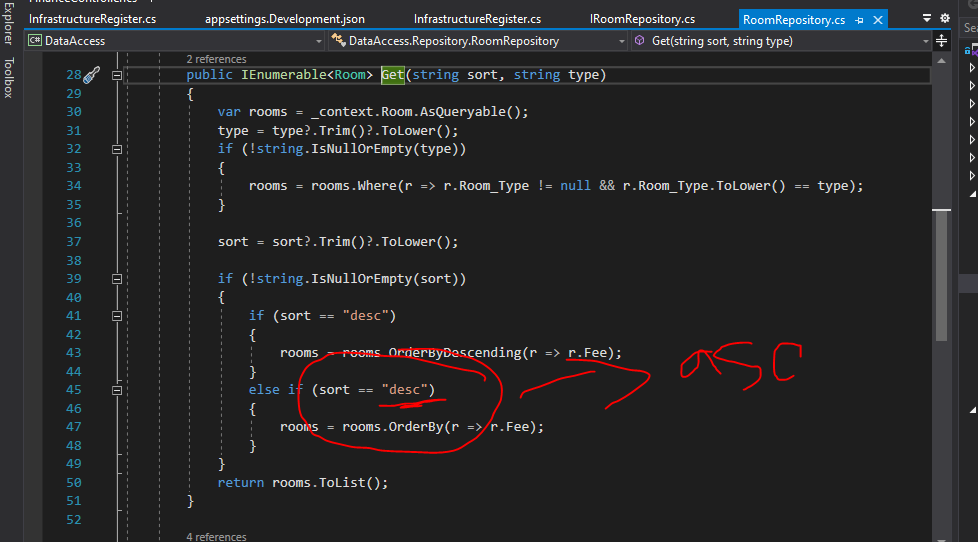 Explorer
Toolbox
InfrastructureRegister.cs appsettings.Development.json InfrastructureRegister.cs IRoomRepository.cs RoomRepository.cs
C# DataAccess DataAccess.Repository.RoomRepository Get(string sort, string type)
2 references
28 public IEnumerable<Room> Get(string sort, string type)
29 {
30 var rooms = _context.Room.AsQueryable();
31 type = type?.Trim()?.ToLower();
32 if (!string.IsNullOrEmpty(type))
33 {
34 rooms = rooms.Where(r => r.Room_Type != null && r.Room_Type.ToLower() == type);
35 }
36
37 sort = sort?.Trim()?.ToLower();
38
39 if (!string.IsNullOrEmpty(sort))
40 {
41 if (sort == "desc")
42 {
43 rooms = rooms.OrderByDescending(r => r.Fee);
44 }
45 else if (sort == "desc")
46 {
47 rooms = rooms.OrderBy(r => r.Fee);
48 }
49 }
50 return rooms.ToList();
51 }
52
4 references
asc